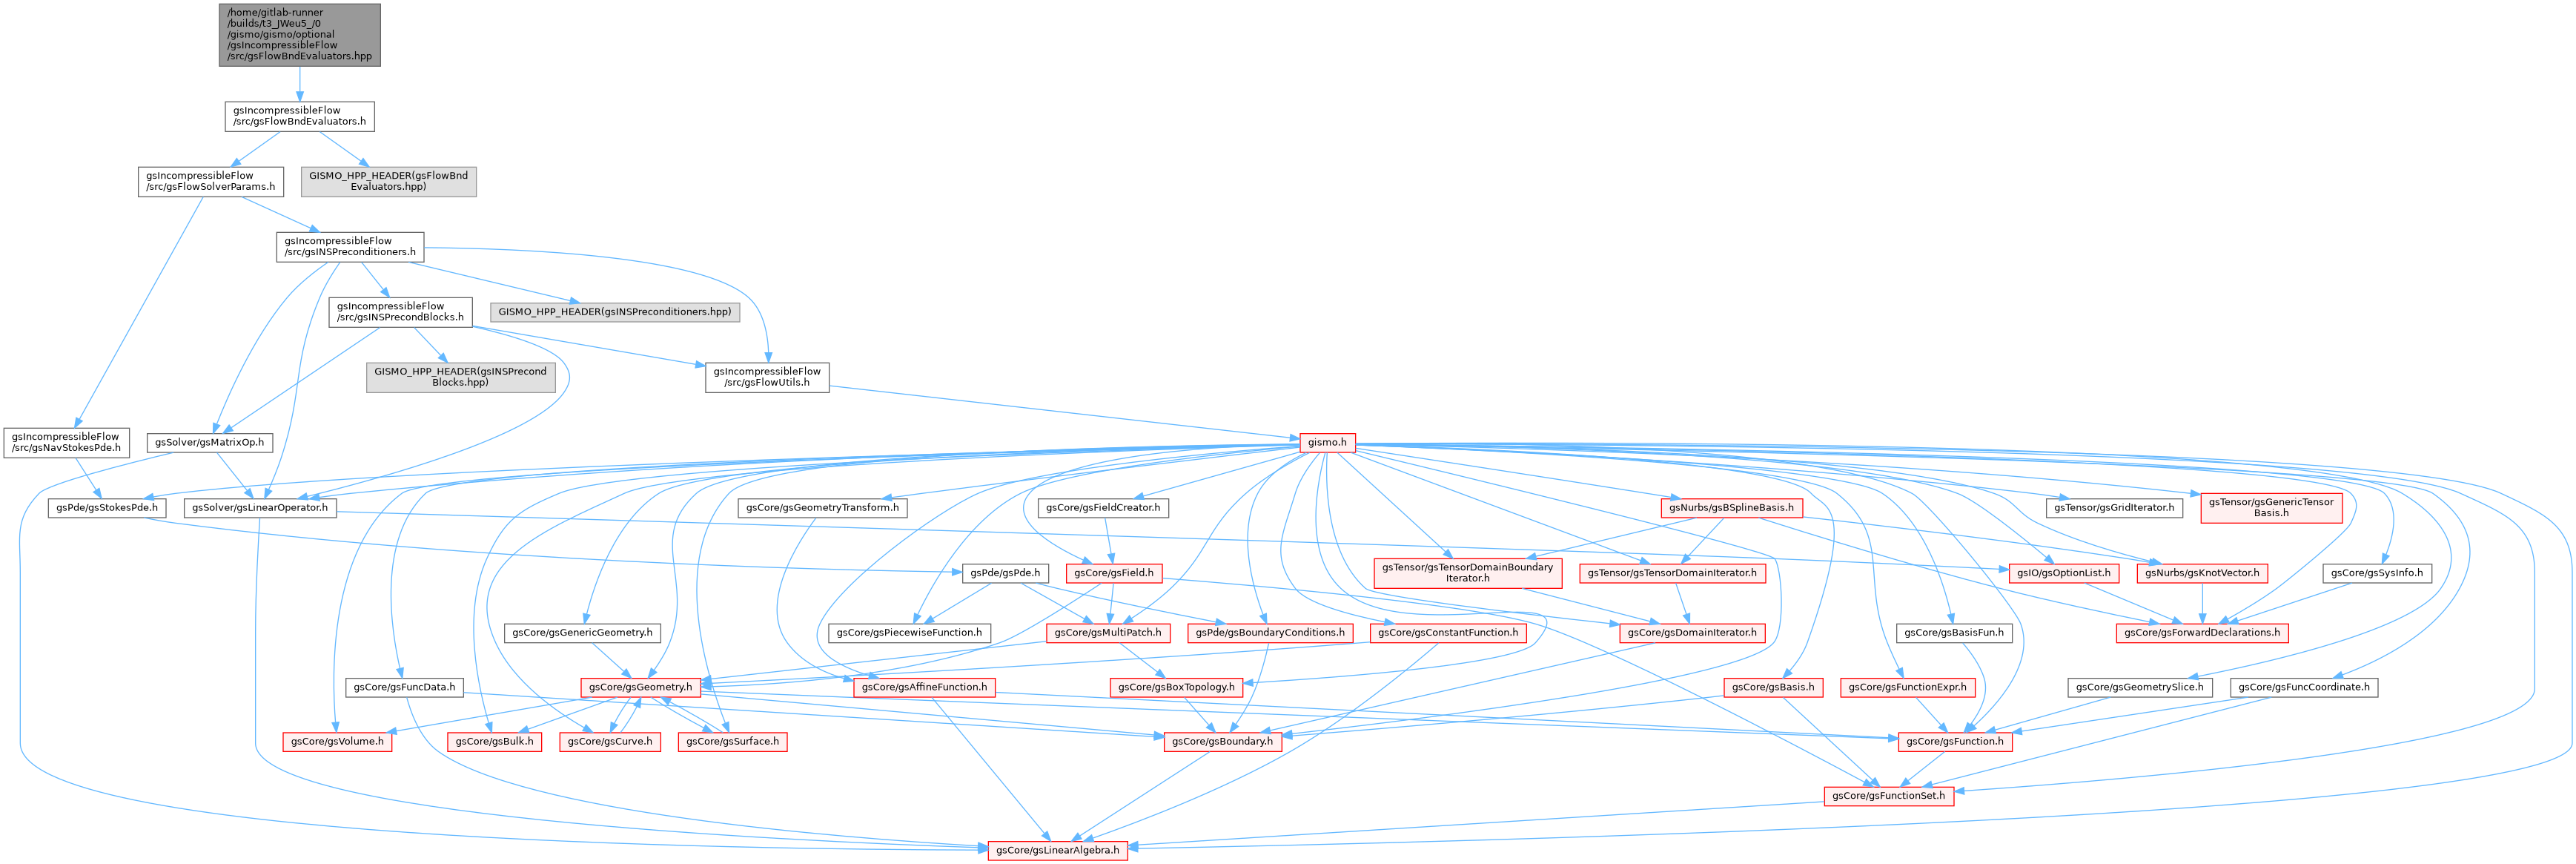 /home/gitlab-runner
/builds/t3_JWeu5_/0
/gismo/gismo/optional
/gsIncompressibleFlow
/src/gsFlowBndEvaluators.hpp
gsIncompressibleFlow
/src/gsFlowBndEvaluators.h
gsIncompressibleFlow
/src/gsFlowSolverParams.h
GISMO_HPP_HEADER(gsFlowBnd
Evaluators.hpp)
gsIncompressibleFlow
/src/gsINSPreconditioners.h
gsIncompressibleFlow
/src/gsINSPrecondBlocks.h
GISMO_HPP_HEADER(gsINSPreconditioners.hpp)
GISMO_HPP_HEADER(gsINSPrecond
Blocks.hpp)
gsIncompressibleFlow
/src/gsFlowUtils.h
gsIncompressibleFlow
/src/gsNavStokesPde.h
gsSolver/gsMatrixOp.h
gismo.h
gsPde/gsStokesPde.h
gsSolver/gsLinearOperator.h
gsCore/gsGeometryTransform.h
gsCore/gsFieldCreator.h
gsNurbs/gsBSplineBasis.h
gsTensor/gsGridIterator.h
gsTensor/gsGenericTensor
Basis.h
gsPde/gsPde.h
gsCore/gsField.h
gsTensor/gsTensorDomainBoundary
Iterator.h
gsTensor/gsTensorDomainIterator.h
gsIO/gsOptionList.h
gsNurbs/gsKnotVector.h
gsCore/gsSysInfo.h
gsCore/gsGenericGeometry.h
gsCore/gsPiecewiseFunction.h
gsCore/gsMultiPatch.h
gsPde/gsBoundaryConditions.h
gsCore/gsConstantFunction.h
gsCore/gsDomainIterator.h
gsCore/gsBasisFun.h
gsCore/gsForwardDeclarations.h
gsCore/gsFuncData.h
gsCore/gsGeometry.h
gsCore/gsAffineFunction.h
gsCore/gsBoxTopology.h
gsCore/gsBasis.h
gsCore/gsFunctionExpr.h
gsCore/gsGeometrySlice.h
gsCore/gsFuncCoordinate.h
gsCore/gsVolume.h
gsCore/gsBulk.h
gsCore/gsCurve.h
gsCore/gsSurface.h
gsCore/gsBoundary.h
gsCore/gsFunction.h
gsCore/gsFunctionSet.h
gsCore/gsLinearAlgebra.h